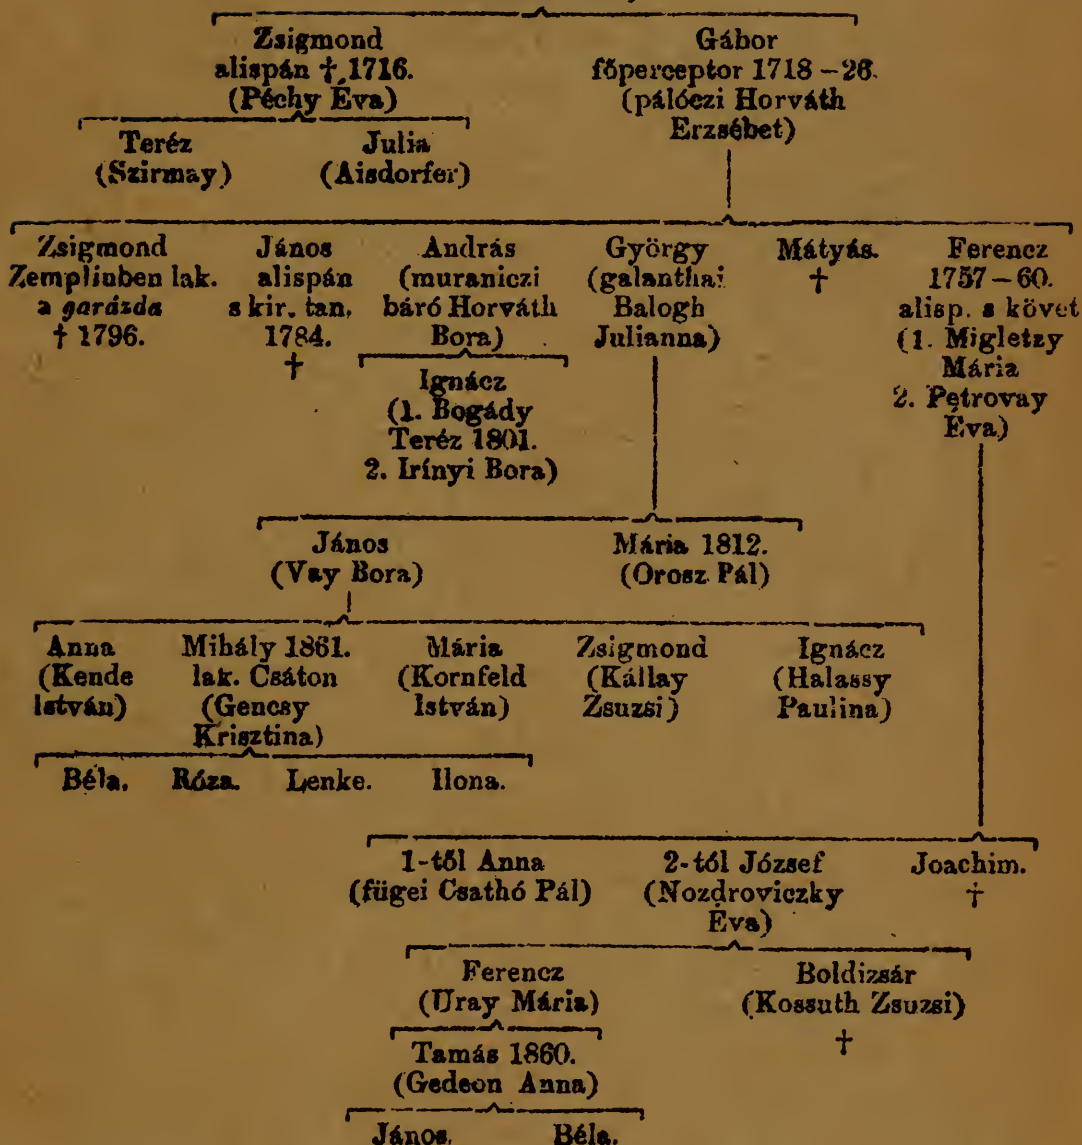 Zsigmond Gábor
alispán † 1716. főperceptor 1718–26.
(Péchy Éva) (pálóczi Horváth
Erzsébet)
Teréz Julia
(Szirmay) (Aisdorfer)
Zsigmond János András György Mátyás. Ferencz
Zemplinben lak. alispán (muraniczi (galanthai † 1757–60.
a garázda s kir. tan. báró Horváth Balogh alisp. s követ
† 1796. 1784. Bora) Julianna) (1. Migletzy
† Mária
Ignácz 2. Petrovay
(1. Bogády Éva)
Teréz 1801.
2. Irínyi Bora)
János Mária 1812.
(Vay Bora) (Orosz Pál)
Anna Mihály 1861. Mária Zsigmond Ignácz
(Kende lak. Csáton (Kornfeld (Kállay (Halassy
István) (Gencsy István) Zsuzsi) Paulina)
Krisztina)
Béla. Róza. Lenke. Ilona.
1-től Anna 2-tól József Joachim.
(fügei Csathó Pál) (Nozdroviczky †
Éva)
Ferencz Boldizsár
(Uray Mária) (Kossuth Zsuzsi)
†
Tamás 1860.
(Gedeon Anna)
János. Béla.